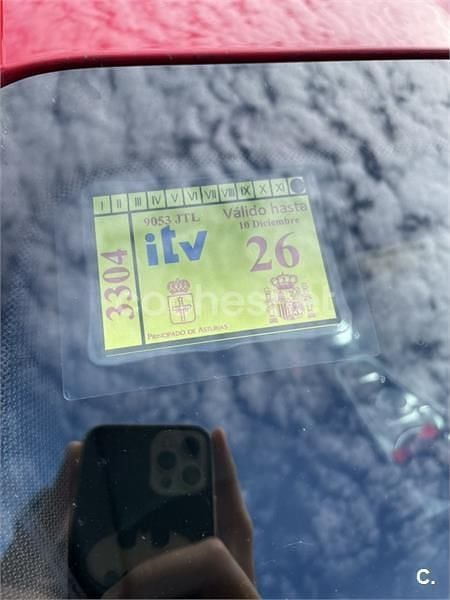 I II III IV V VI VII VIII IX X XI
9053 JTL
Válido hasta
10 Diciembre
itv
26
3304
PRINCIPADO DE ASTURIAS
C.